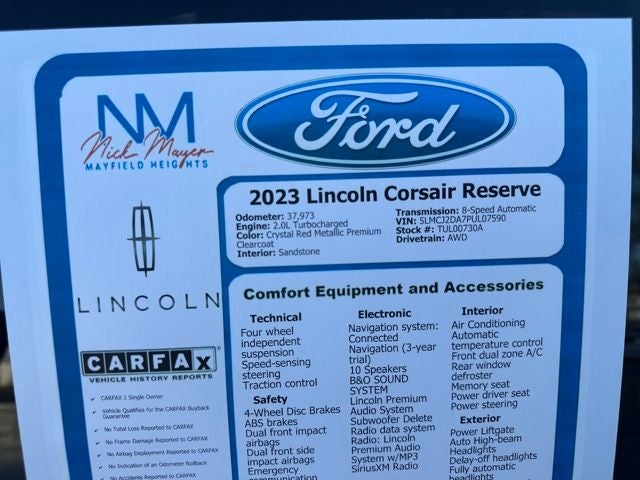 NM
Nick Mayer
MAYFIELD HEIGHTS
Ford
LINCOLN
CARFAX
VEHICLE HISTORY REPORTS
✓ CARFAX 1 Single Owner
✓ Vehicle Qualifies for the CARFAX Buyback
Guarantee
✓ No Total Loss Reported to CARFAX
✓ No Frame Damage Reported to CARFAX
✓ No Airbag Deployment Reported to CARFAX
✓ No Indication of an Odometer Rollback
✓ No Accidents Reported to CARFAX
2023 Lincoln Corsair Reserve
Odometer: 37,973
Engine: 2.0L Turbocharged
Color: Crystal Red Metallic Premium
Clearcoat
Interior: Sandstone
Transmission: 8-Speed Automatic
VIN: 5LMCJ2DA7PUL07590
Stock #: TUL00730A
Drivetrain: AWD
Comfort Equipment and Accessories
Technical
Four wheel
independent
suspension
Speed-sensing
steering
Traction control
Safety
4-Wheel Disc Brakes
ABS brakes
Dual front impact
airbags
Dual front side
impact airbags
Emergency
communication
Electronic
Navigation system:
Connected
Navigation (3-year
trial)
10 Speakers
B&O SOUND
SYSTEM
Lincoln Premium
Audio System
Subwoofer Delete
Radio data system
Radio: Lincoln
Premium Audio
System w/MP3
SiriusXM Radio
Interior
Air Conditioning
Automatic
temperature control
Front dual zone A/C
Rear window
defroster
Memory seat
Power driver seat
Power steering
Exterior
Power Liftgate
Auto High-beam
Headlights
Delay-off headlights
Fully automatic
headlights